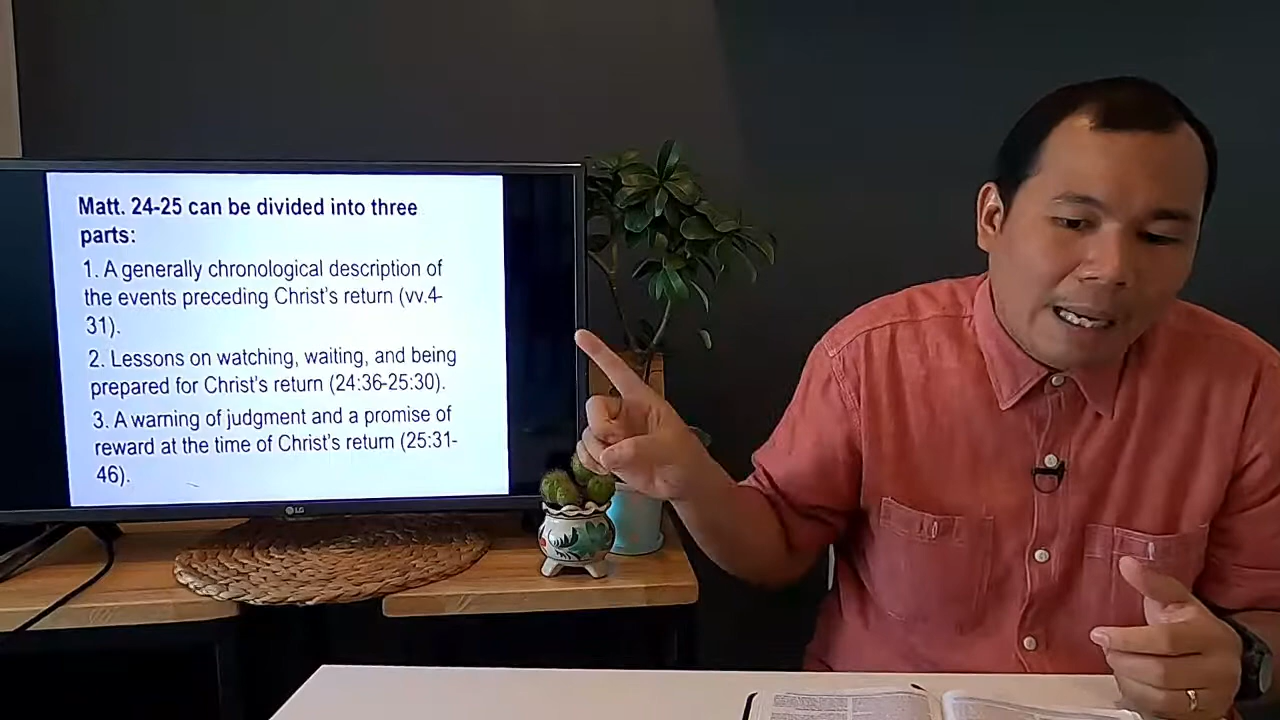 Matt. 24-25 can be divided into three
parts:
1. A generally chronological description of
the events preceding Christ's return (vv.4-
31).
2. Lessons on watching, waiting, and being
prepared for Christ's return (24:36-25:30).
3. A warning of judgment and a promise of
reward at the time of Christ's return (25:31-
46).
LG